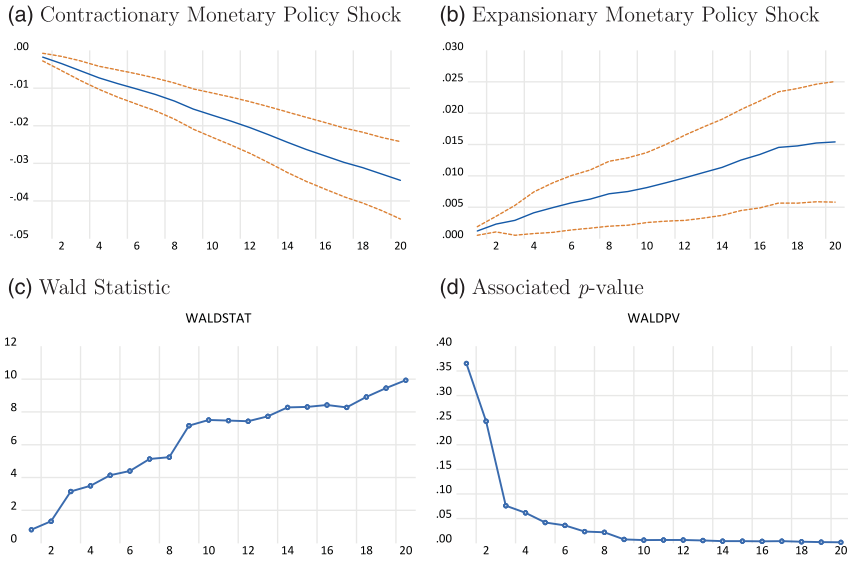 (a) Contractionary Monetary Policy Shock
.00
-.01
-.02
-.03
-.04
-.05
2 4 6 8 10 12 14 16 18 20
(b) Expansionary Monetary Policy Shock
.030
.025
.020
.015
.010
.005
.000
2 4 6 8 10 12 14 16 18 20
(c) Wald Statistic
WALDSTAT
12
10
8
6
4
2
0
2 4 6 8 10 12 14 16 18 20
(d) Associated p-value
WALDPV
.40
.35
.30
.25
.20
.15
.10
.05
.00
2 4 6 8 10 12 14 16 18 20